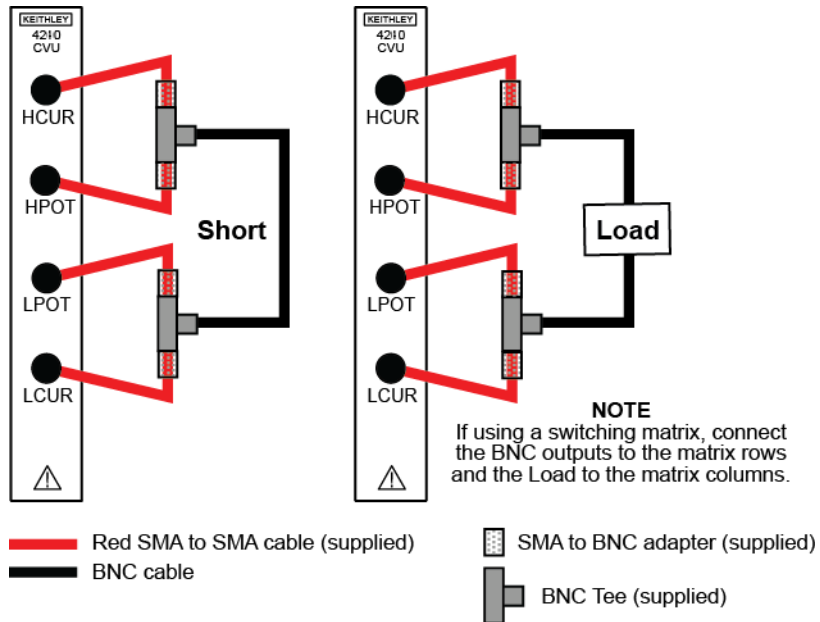 KEITHLEY
4210
CVU
HCUR
HPOT
LPOT
LCUR
Short
KEITHLEY
4210
CVU
HCUR
HPOT
LPOT
LCUR
Load
NOTE
If using a switching matrix, connect
the BNC outputs to the matrix rows
and the Load to the matrix columns.
Red SMA to SMA cable (supplied)
BNC cable
SMA to BNC adapter (supplied)
BNC Tee (supplied)